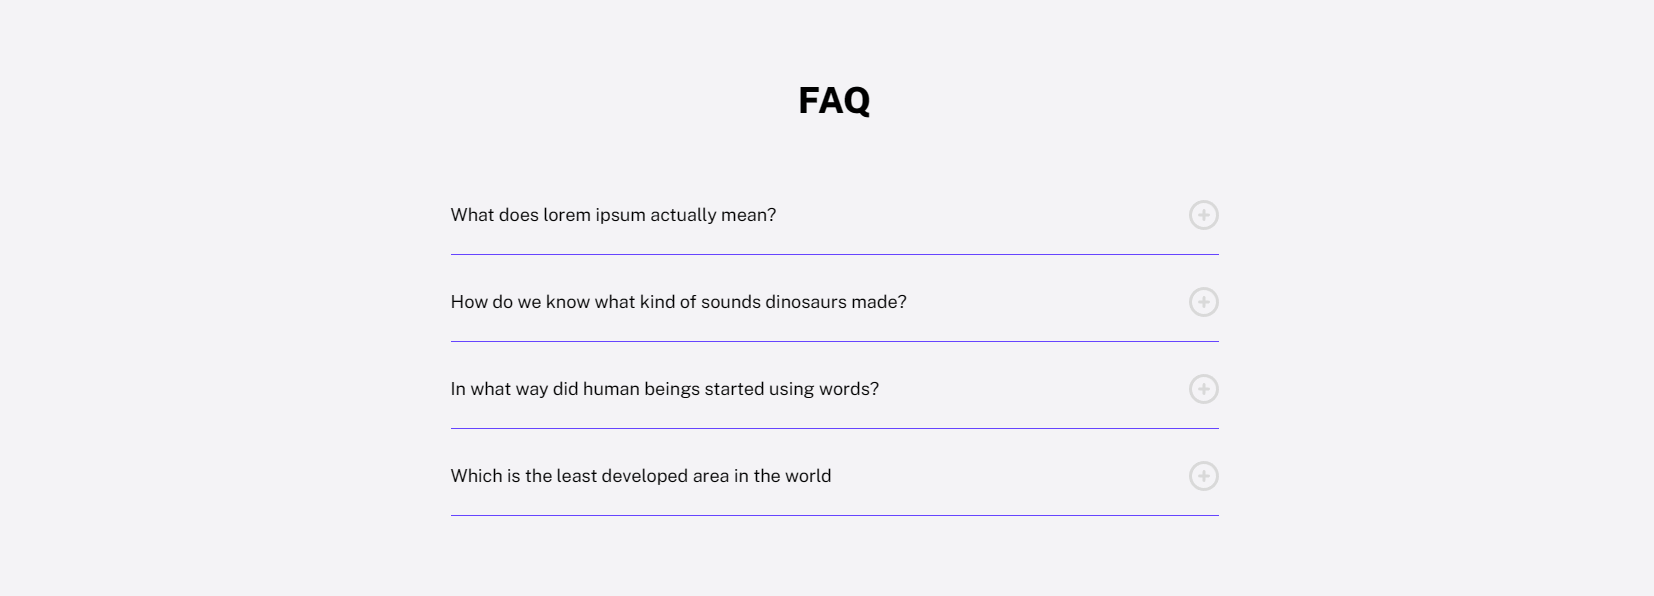 FAQ
What does lorem ipsum actually mean?
How do we know what kind of sounds dinosaurs made?
In what way did human beings started using words?
Which is the least developed area in the world